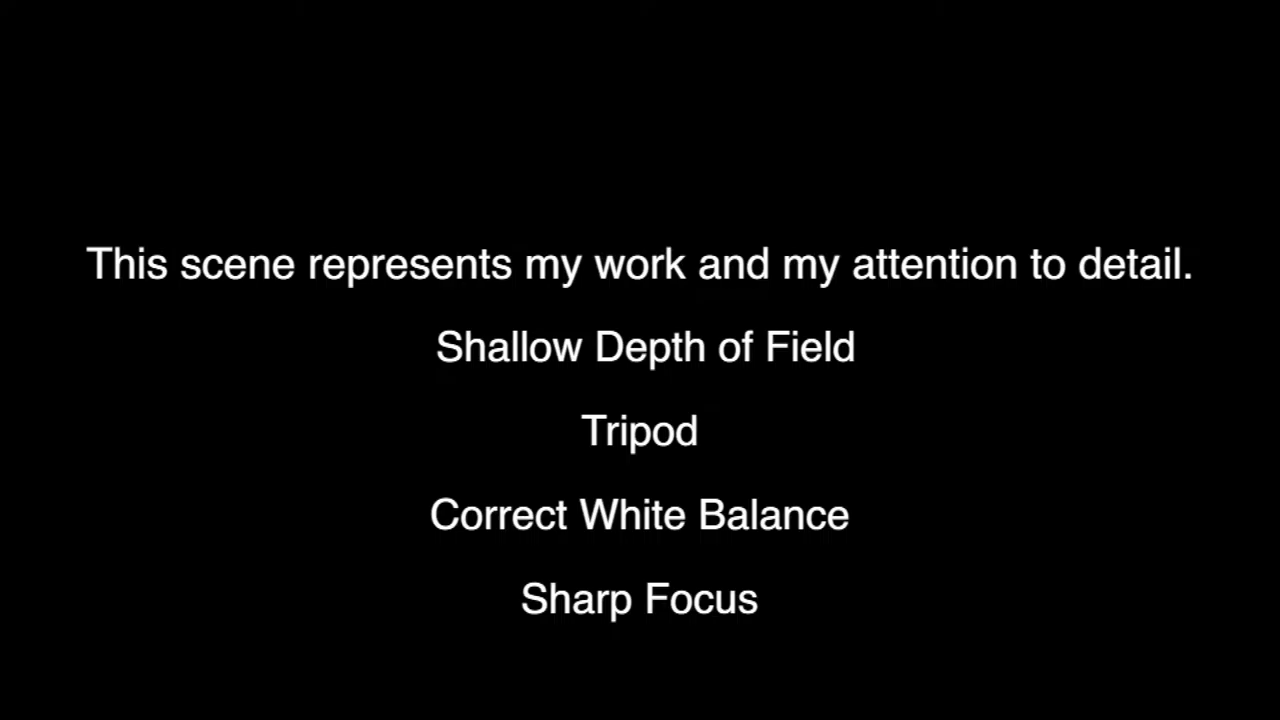 This scene represents my work and my attention to detail.
Shallow Depth of Field
Tripod
Correct White Balance
Sharp Focus